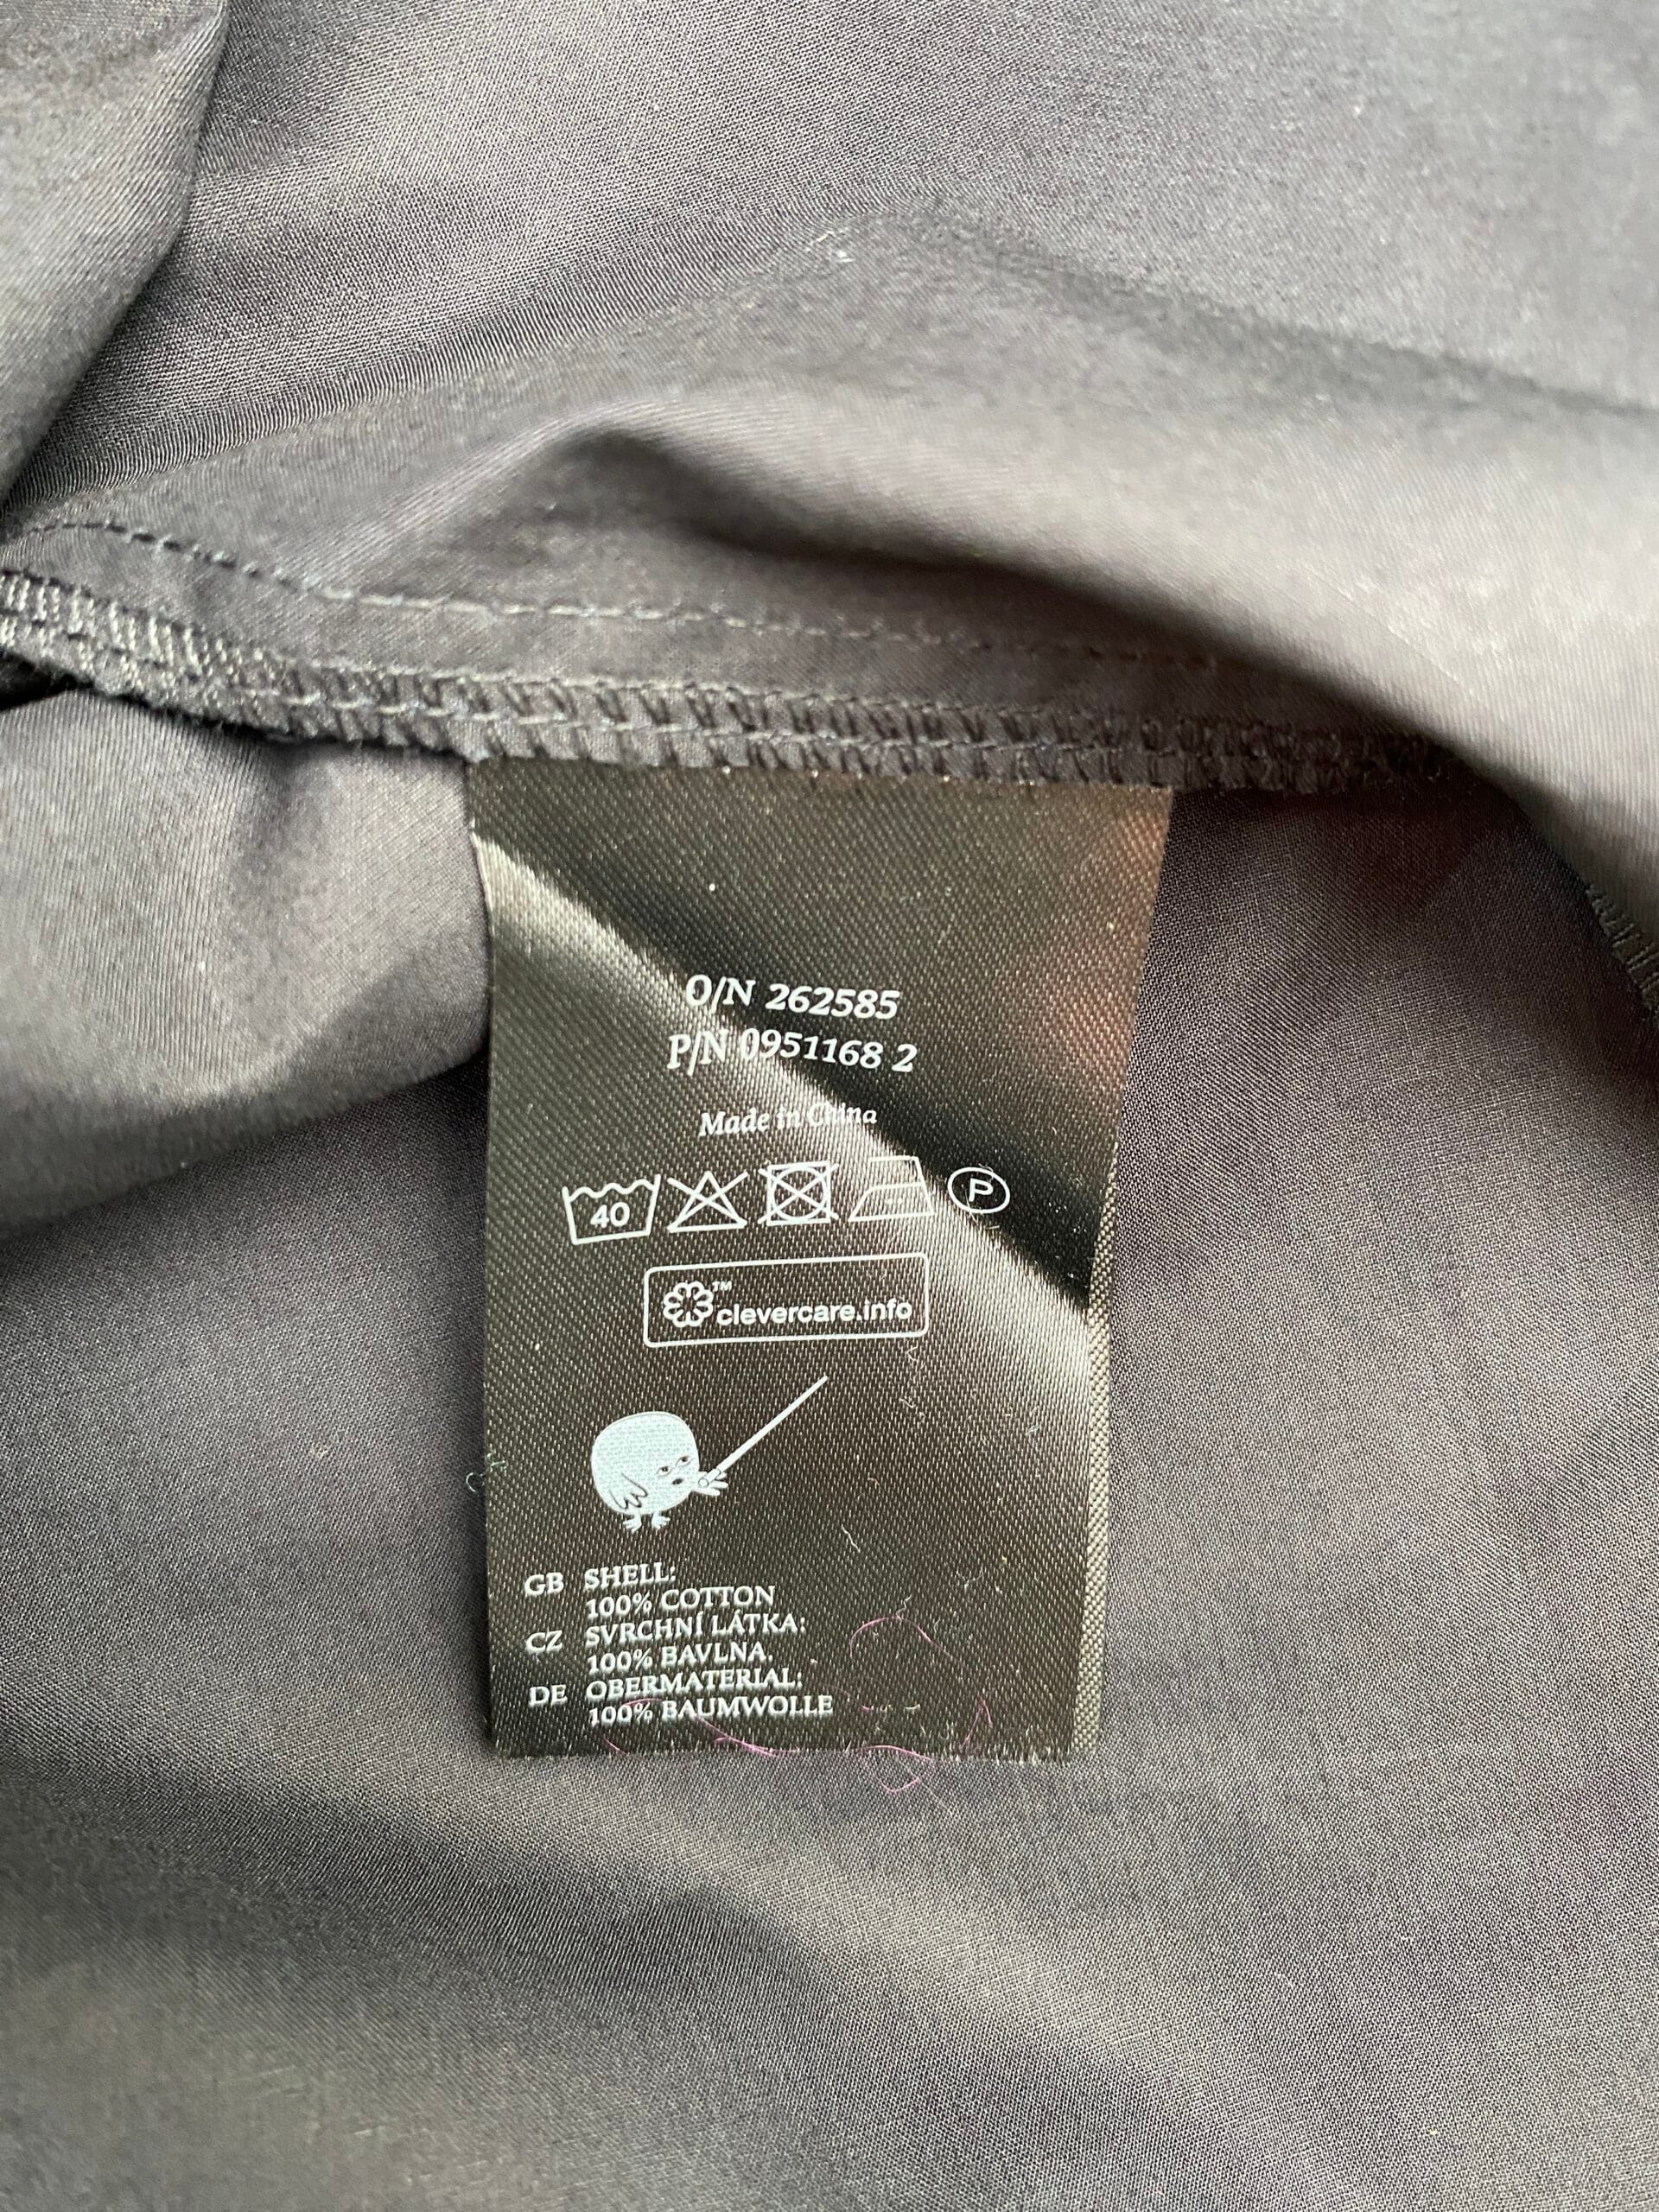 O/N 262585
P/N 0951168 2
Made in China
40 P
™
clevercare.info
GB SHELL:
100% COTTON
CZ SVRCHNÍ LÁTKA:
100% BAVLNA.
DE OBERMATERIAL:
100% BAUMWOLLE